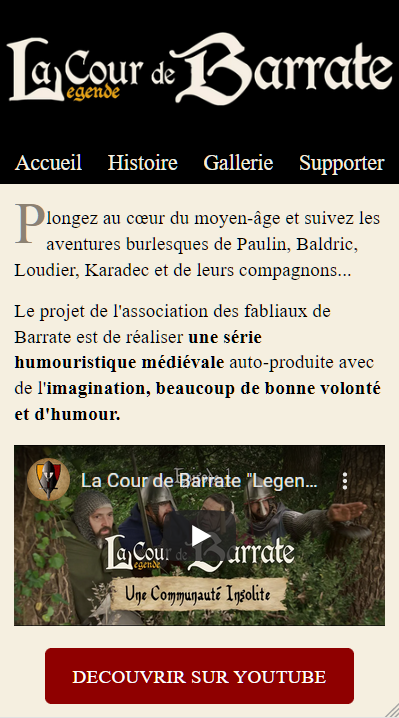 La Cour de Barrate
Legende
Accueil Histoire Gallerie Supporter
Plongez au cœur du moyen-âge et suivez les
aventures burlesques de Paulin, Baldric,
Loudier, Karadec et de leurs compagnons...
Le projet de l'association des fabliaux de
Barrate est de réaliser une série
humouristique médiévale auto-produite avec
de l'imagination, beaucoup de bonne volonté
et d'humour.
La Cour de Barrate "Legen...
La Cour de Barrate
Legende
Une Communauté Insolite
DECOUVRIR SUR YOUTUBE